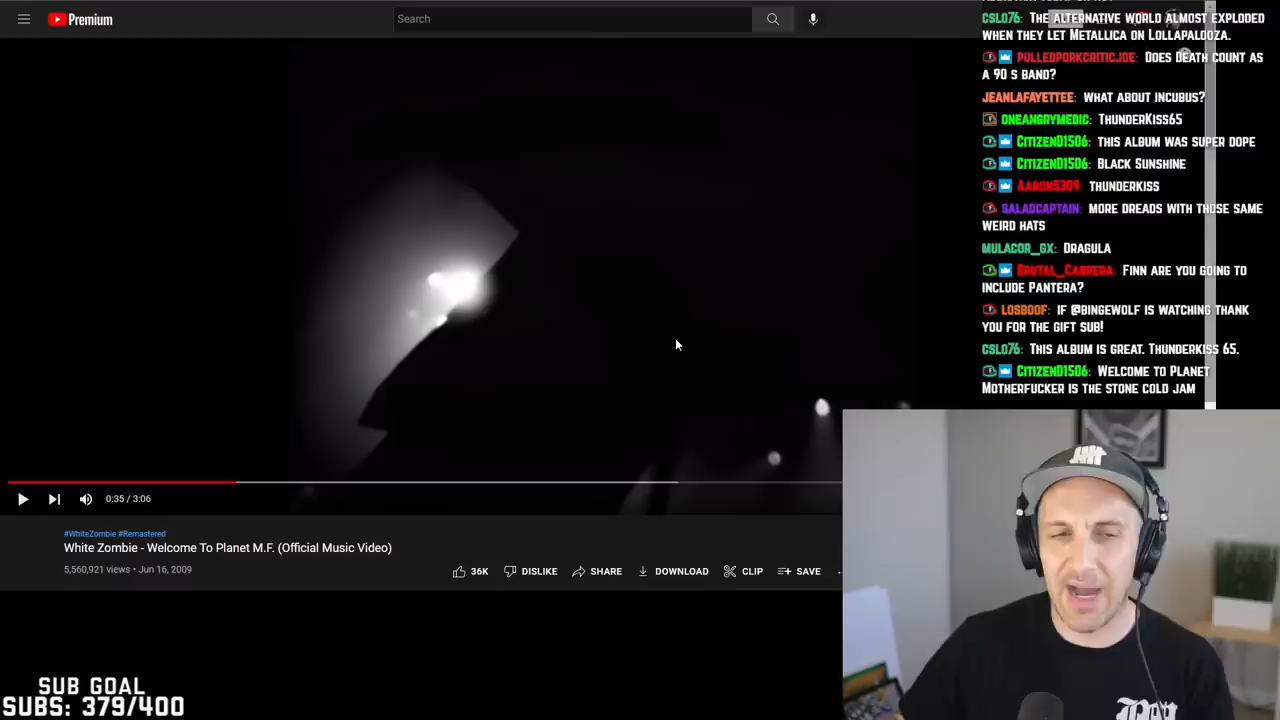 Premium
Search
CSLO76: THE ALTERNATIVE WORLD ALMOST EXPLODED
WHEN THEY LET METALLICA ON LOLLAPALOOZA.
PULLEDPORKCRITICJOE: DOES DEATH COUNT AS
A 90 S BAND?
JEANLAFAYETTEE: WHAT ABOUT INCUBUS?
ONEANGRYMEDIC: THUNDERKISS65
CITIZEND1506: THIS ALBUM WAS SUPER DOPE
CITIZEND1506: BLACK SUNSHINE
AARON5309: THUNDERKISS
SALADCAPTAIN: MORE DREADS WITH THOSE SAME
WEIRD HATS
MULACOR_GX: DRAGULA
BRUTAL_CABRERA: FINN ARE YOU GOING TO
INCLUDE PANTERA?
LOSBOOF: IF @BINGEWOLF IS WATCHING THANK
YOU FOR THE GIFT SUB!
CSLO76: THIS ALBUM IS GREAT. THUNDERKISS 65.
CITIZEND1506: WELCOME TO PLANET
MOTHERFUCKER IS THE STONE COLD JAM
0:35 / 3:06
#WhiteZombie #Remastered
White Zombie - Welcome To Planet M.F. (Official Music Video)
5,560,921 views • Jun 16, 2009
36K DISLIKE SHARE DOWNLOAD CLIP SAVE
SUB GOAL
SUBS: 379/400